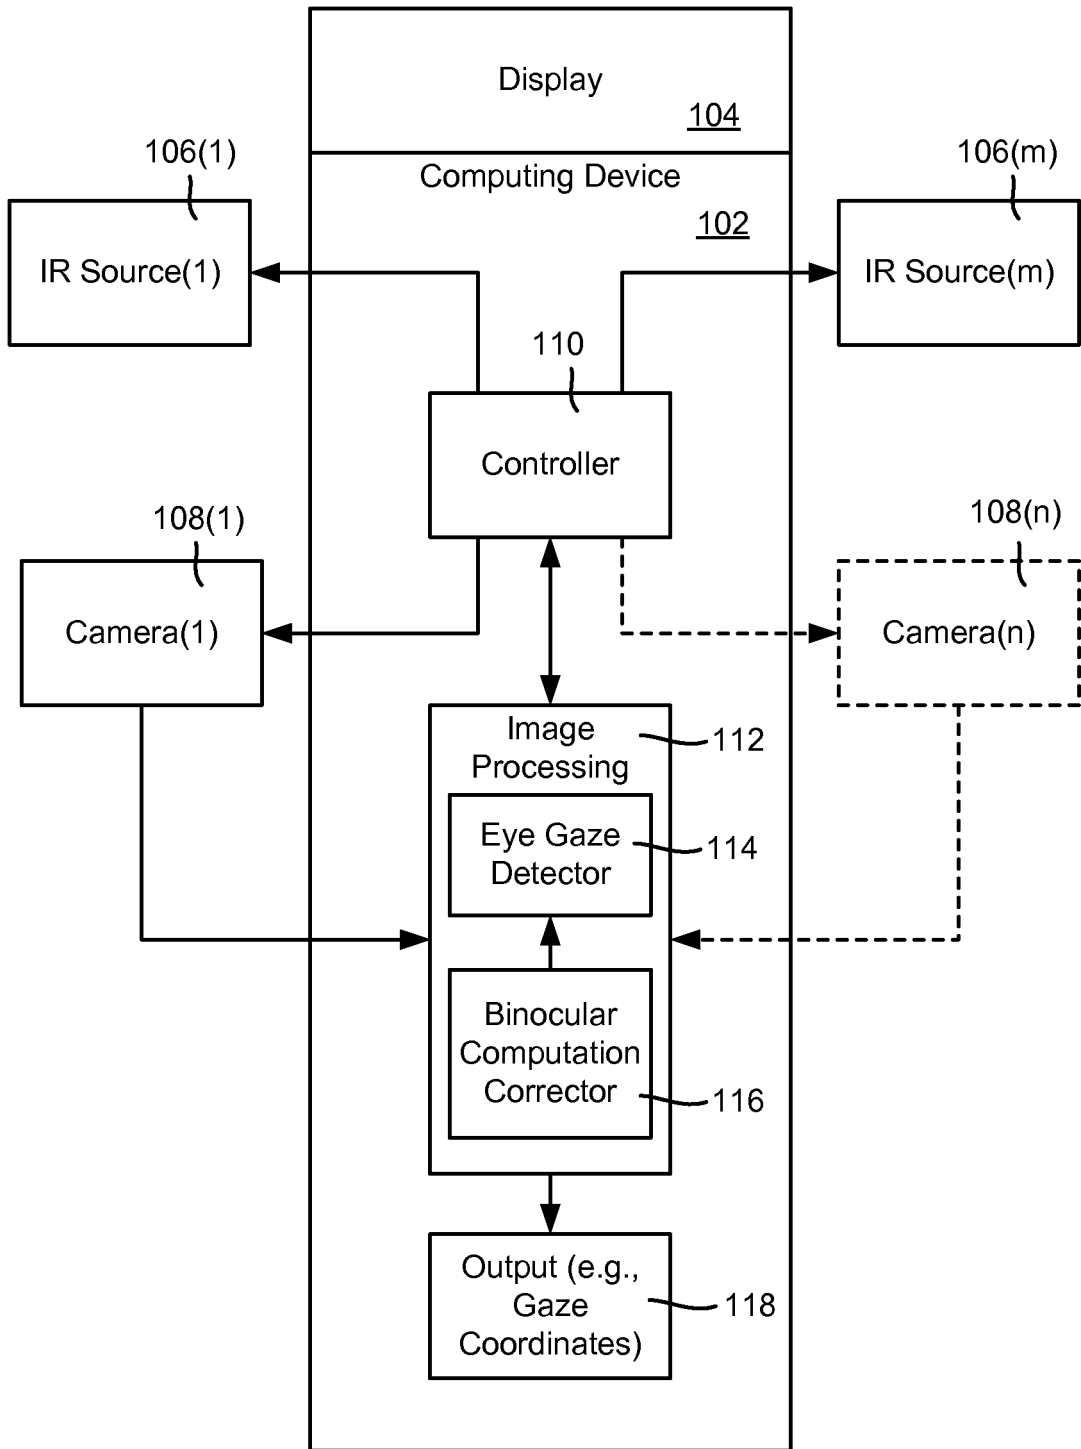 Display
104
106(1)
106(m)
Computing Device
102
IR Source(1)
IR Source(m)
110
Controller
108(1)
108(n)
Camera(1)
Camera(n)
Image
Processing
112
Eye Gaze
Detector
114
Binocular
Computation
Corrector
116
Output (e.g.,
Gaze
Coordinates)
118